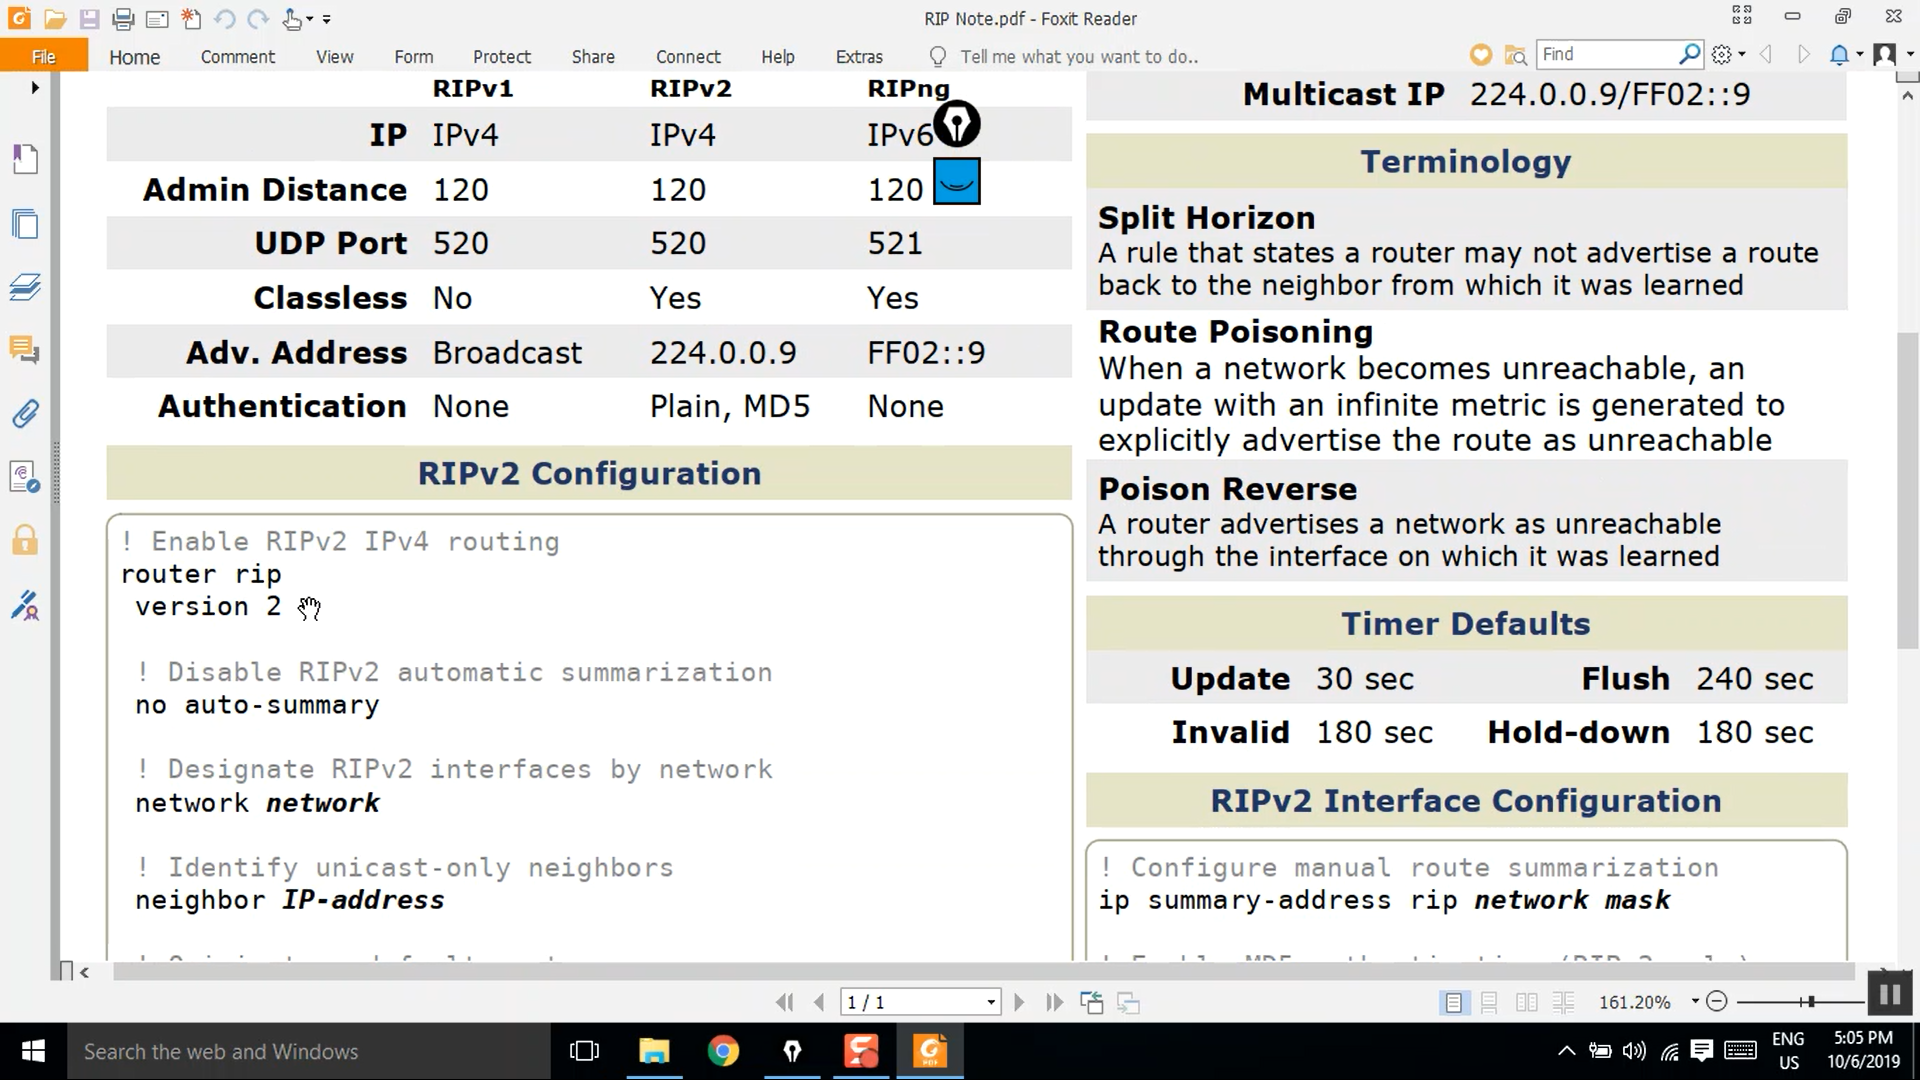 RIP Note.pdf - Foxit Reader
File
Home
Comment
View
Form
Protect
Share
Connect
Help
Extras
Tell me what you want to do..
Find
RIPv1 RIPv2 RIPng
IP IPv4 IPv4 IPv6
Admin Distance 120 120 120
UDP Port 520 520 521
Classless No Yes Yes
Adv. Address Broadcast 224.0.0.9 FF02::9
Authentication None Plain, MD5 None
RIPv2 Configuration
! Enable RIPv2 IPv4 routing
router rip
version 2
! Disable RIPv2 automatic summarization
no auto-summary
! Designate RIPv2 interfaces by network
network network
! Identify unicast-only neighbors
neighbor IP-address
Multicast IP 224.0.0.9/FF02::9
Terminology
Split Horizon
A rule that states a router may not advertise a route
back to the neighbor from which it was learned
Route Poisoning
When a network becomes unreachable, an
update with an infinite metric is generated to
explicitly advertise the route as unreachable
Poison Reverse
A router advertises a network as unreachable
through the interface on which it was learned
Timer Defaults
Update 30 sec Flush 240 sec
Invalid 180 sec Hold-down 180 sec
RIPv2 Interface Configuration
! Configure manual route summarization
ip summary-address rip network mask
1 / 1
161.20%
Search the web and Windows
ENG
US
5:05 PM
10/6/2019